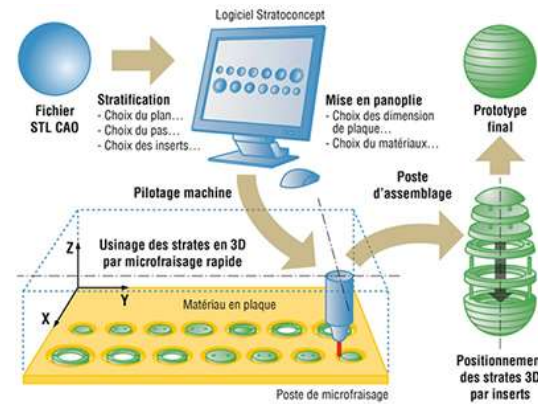 Logiciel Stratoconcept
Fichier
STL CAO
Stratification
- Choix du plan…
- Choix du pas…
- Choix des inserts…
Mise en panoplie
- Choix des dimension
de plaque…
- Choix du matériaux…
Prototype
final
Pilotage machine
Poste
d'assemblage
Usinage des strates en 3D
par microfraisage rapide
Z
Y
X
Matériau en plaque
Poste de microfraisage
Positionnement
des strates 3D
par inserts